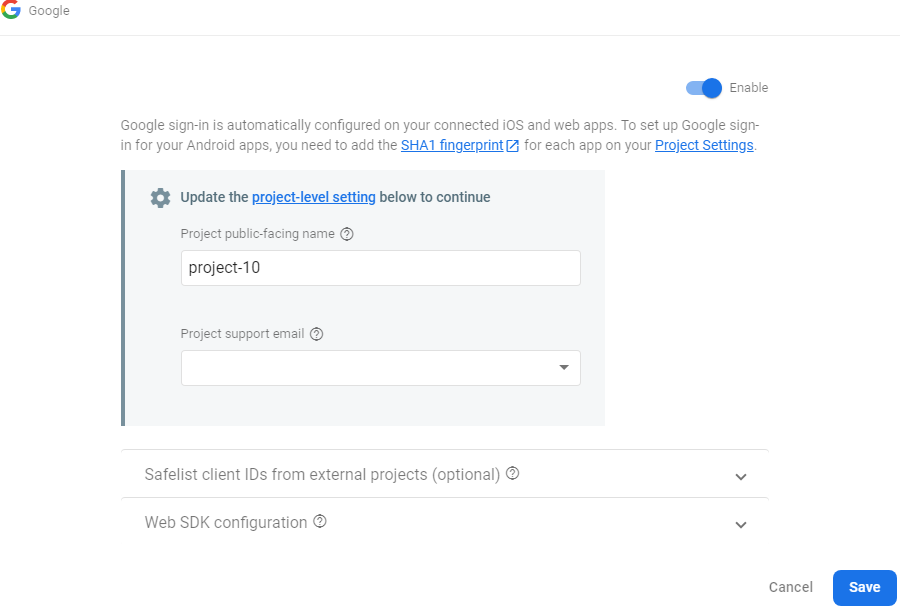 Google
Enable
Google sign-in is automatically configured on your connected iOS and web apps. To set up Google sign-
in for your Android apps, you need to add the SHA1 fingerprint for each app on your Project Settings.
Update the project-level setting below to continue
Project public-facing name
project-10
Project support email
Safelist client IDs from external projects (optional)
Web SDK configuration
Cancel
Save